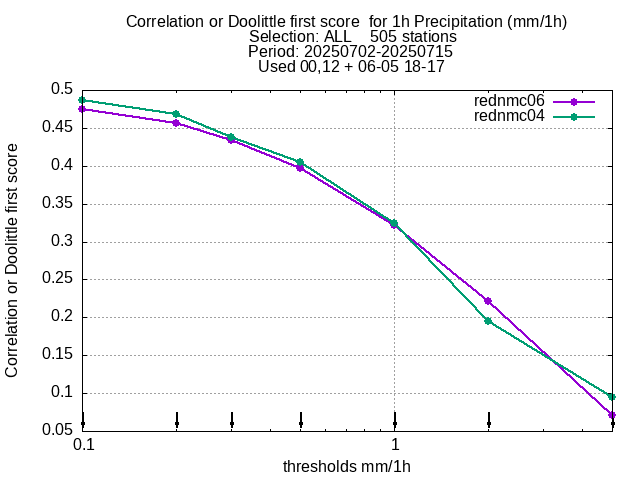 Correlation or Doolittle first score  for 1h Precipitation (mm/1h)
Selection: ALL    505 stations
Period: 20250702-20250715
Used 00,12 + 06-05 18-17
rednmc06
rednmc04
Correlation or Doolittle first score
0.5
0.45
0.4
0.35
0.3
0.25
0.2
0.15
0.1
0.05
0.1 1
thresholds mm/1h